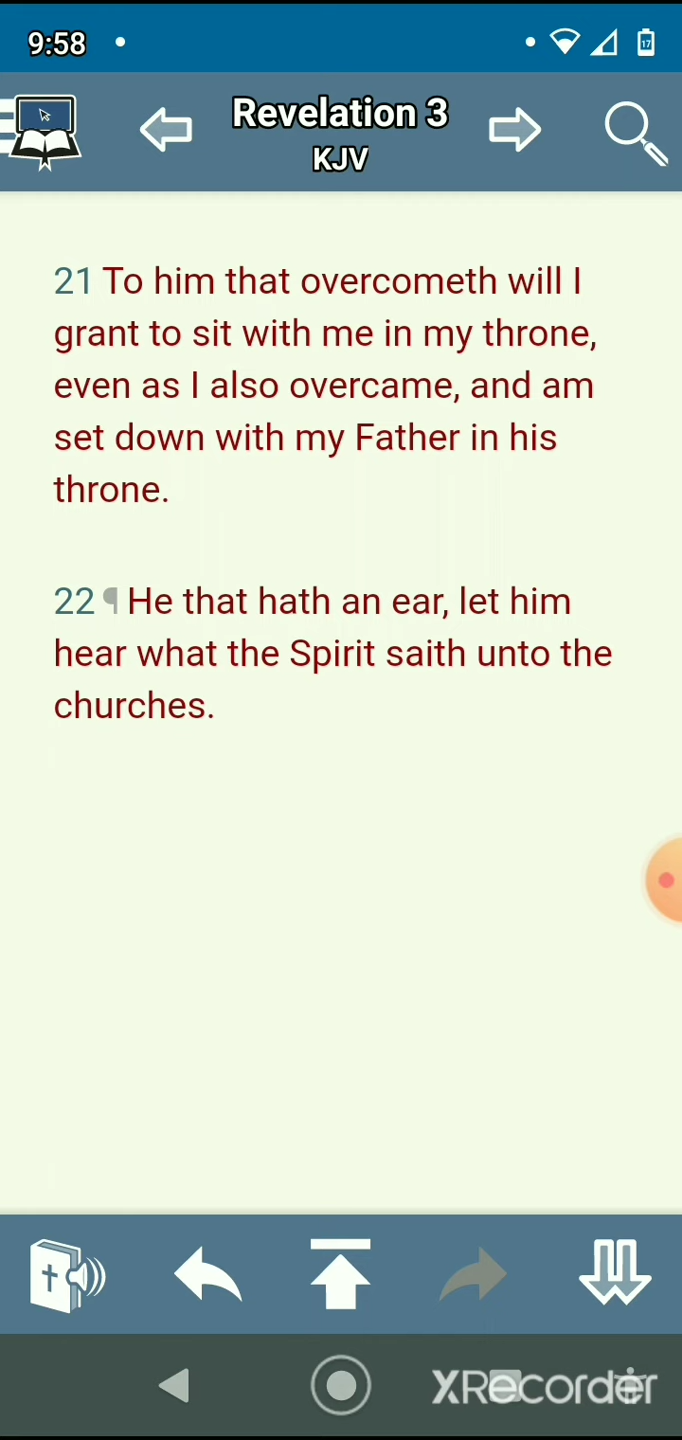 9:58
17
Revelation 3
KJV
21 To him that overcometh will I
grant to sit with me in my throne,
even as I also overcame, and am
set down with my Father in his
throne.
22 ¶ He that hath an ear, let him
hear what the Spirit saith unto the
churches.
XRecorder